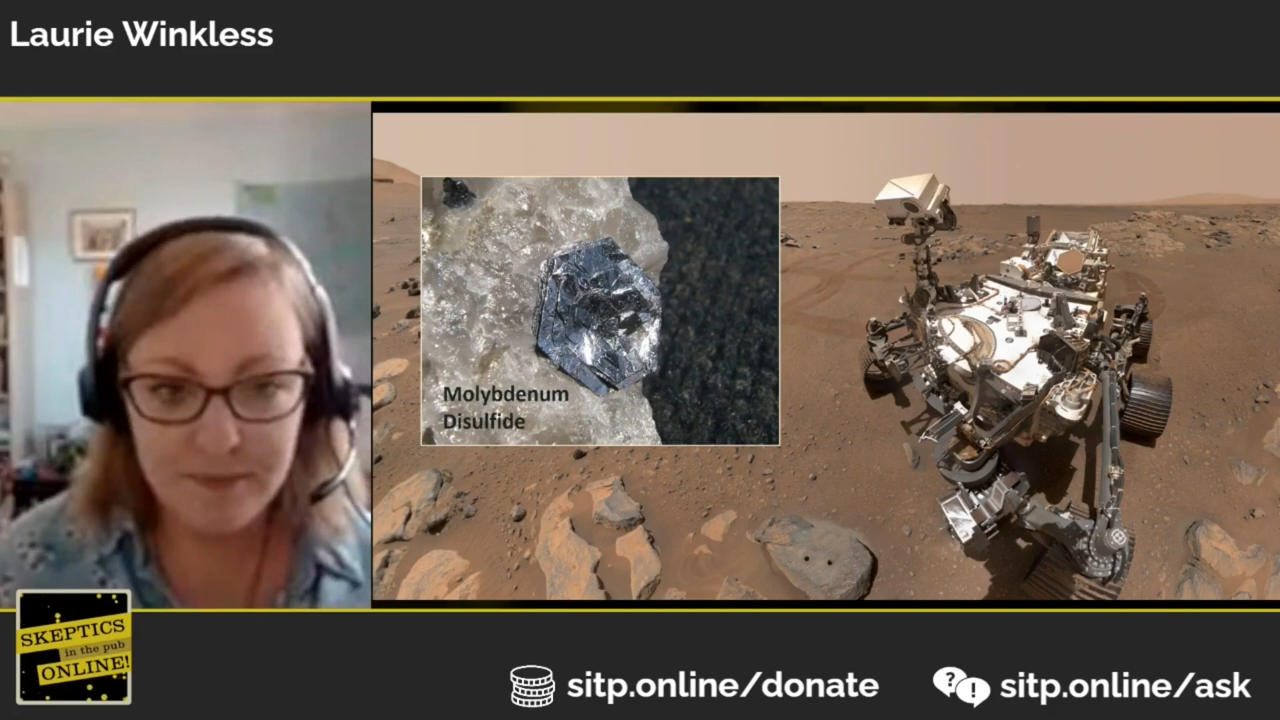 Laurie Winkless
Molybdenum
Disulfide
SKEPTICS
in the pub
ONLINE!
sitp.online/donate
sitp.online/ask